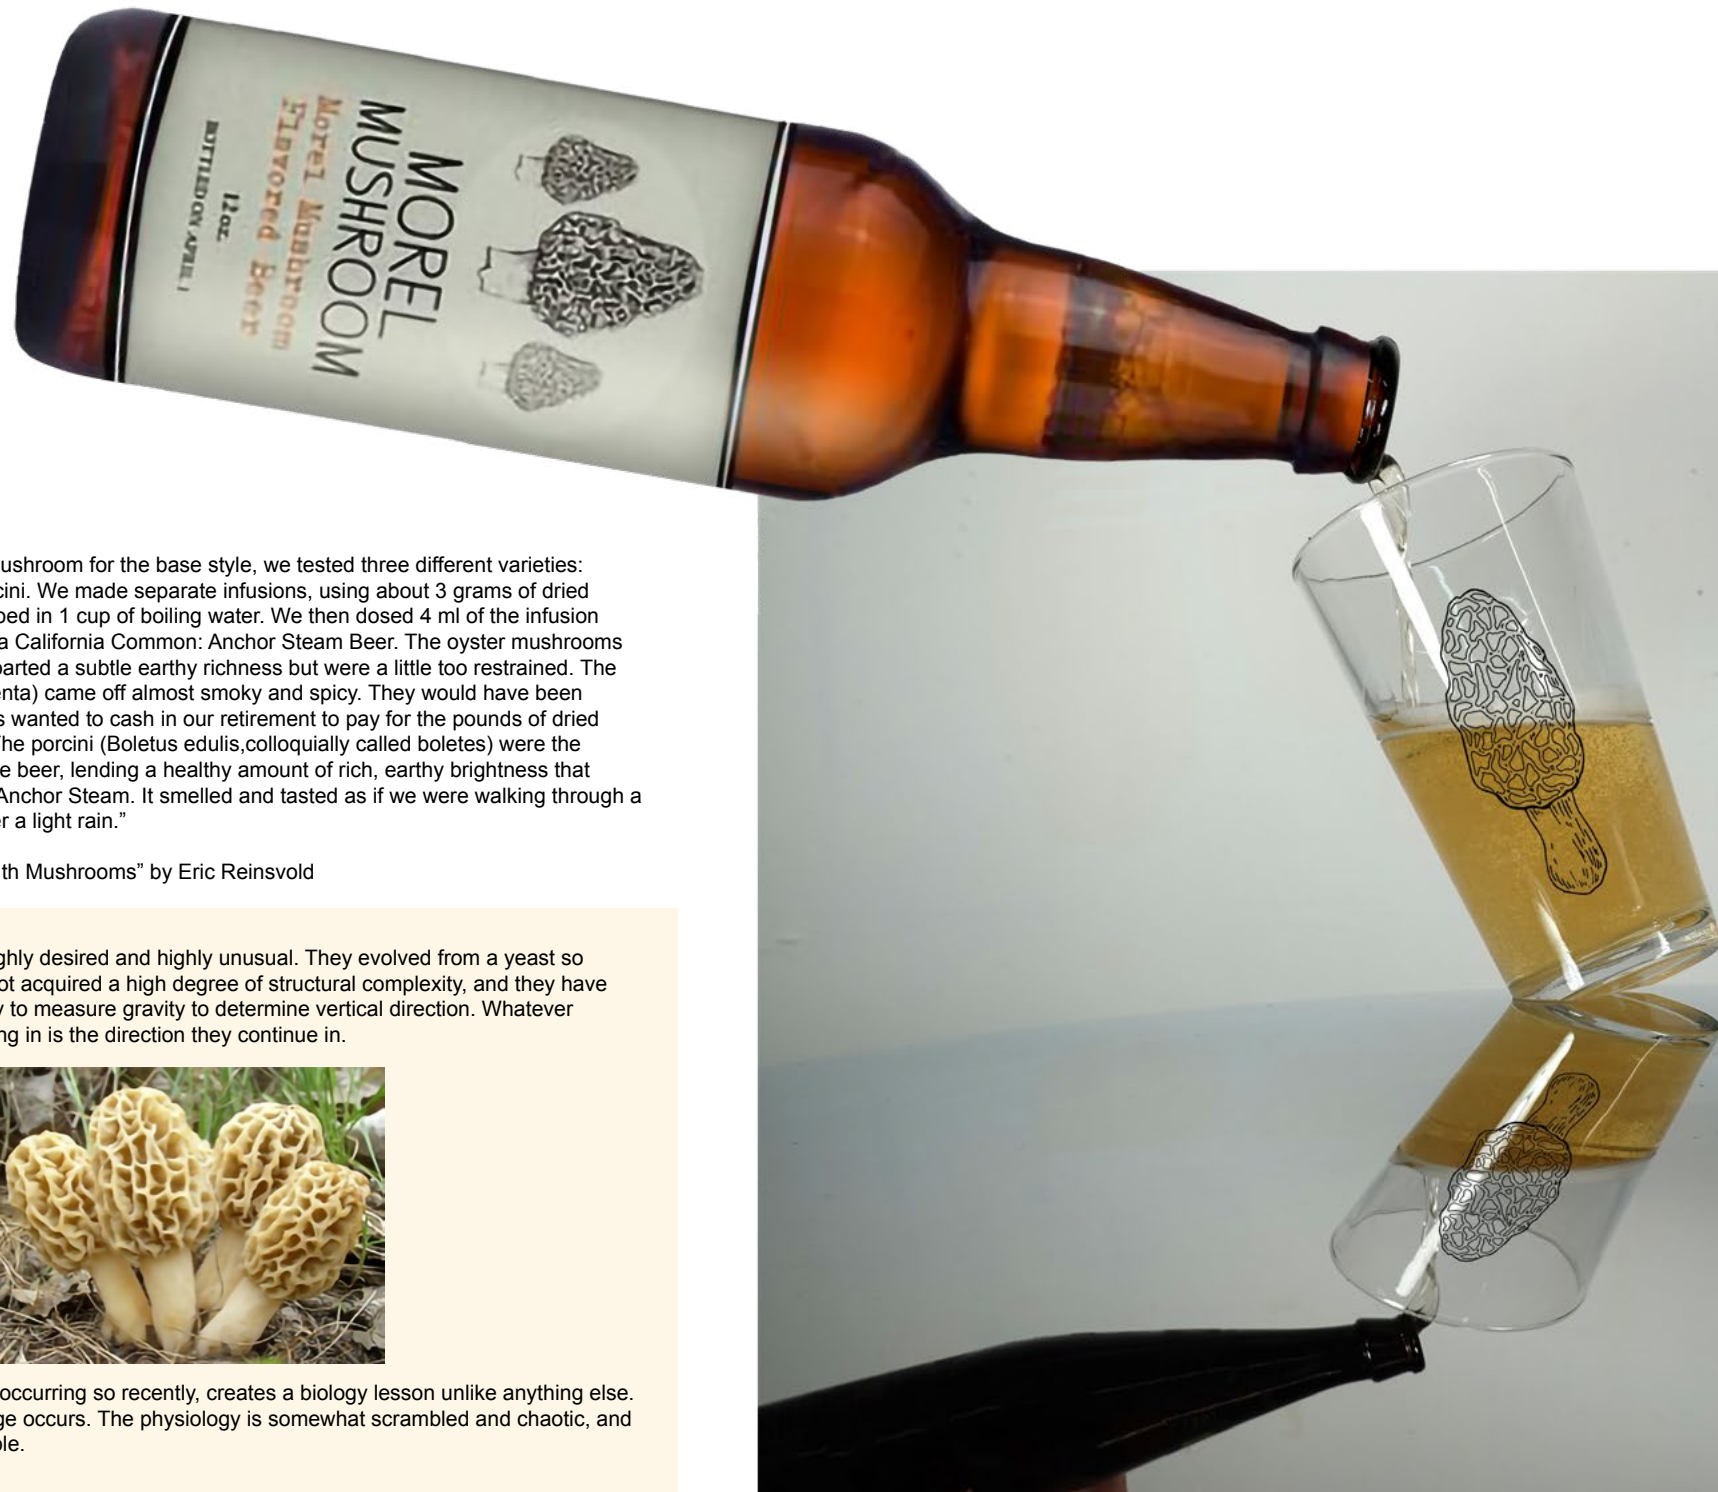 MOREL
MUSHROOM
Morel Mushroom
Flavored Beer
12 oz.
BOTTLED ON APR. 1
ushroom for the base style, we tested three different varieties:
cini. We made separate infusions, using about 3 grams of dried
ped in 1 cup of boiling water. We then dosed 4 ml of the infusion
a California Common: Anchor Steam Beer. The oyster mushrooms
parted a subtle earthy richness but were a little too restrained. The
enta) came off almost smoky and spicy. They would have been
s wanted to cash in our retirement to pay for the pounds of dried
The porcini (Boletus edulis,colloquially called boletes) were the
e beer, lending a healthy amount of rich, earthy brightness that
Anchor Steam. It smelled and tasted as if we were walking through a
er a light rain.”
th Mushrooms” by Eric Reinsvold
ghly desired and highly unusual. They evolved from a yeast so
ot acquired a high degree of structural complexity, and they have
y to measure gravity to determine vertical direction. Whatever
ng in is the direction they continue in.
occurring so recently, creates a biology lesson unlike anything else.
ge occurs. The physiology is somewhat scrambled and chaotic, and
ble.